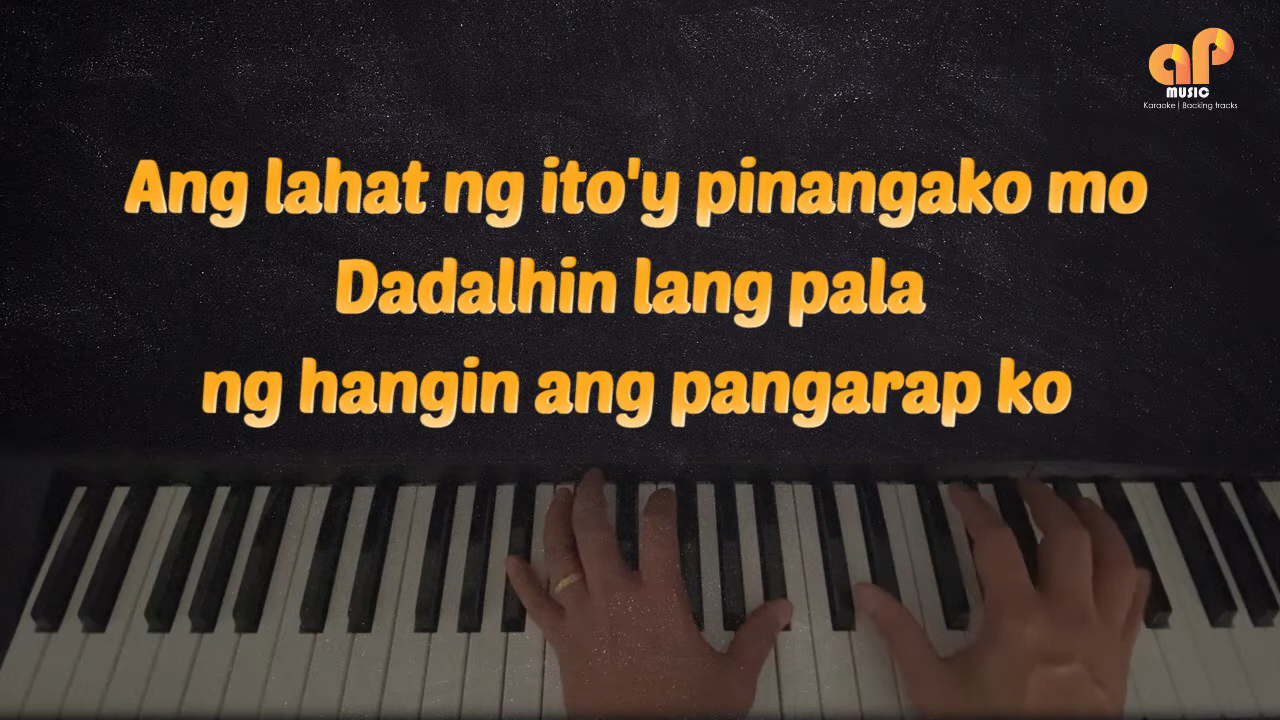 aP
MUSIC
Karaoke | Backing tracks
Ang lahat ng ito'y pinangako mo
Dadalhin lang pala
ng hangin ang pangarap ko